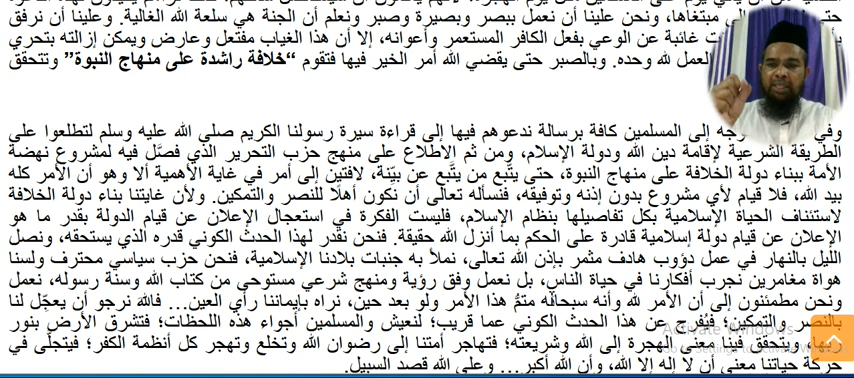 حتى مبتغاها، ونحن علينا أن نعمل ببصر وبصيرة وصبر ونعلم أن الجنة هي سلعة الله الغالية. وعلينا أن نرفق
غائبة عن الوعي بفعل الكافر المستعمر وأعوانه، إلا أن هذا الغياب مفتعل وعارض ويمكن إزالته بتحري
العمل لله وحده. وبالصبر حتى يقضي الله أمر الخير فيها فتقوم “خلافة راشدة على منهاج النبوة” وتتحقق
وفي إلى المسلمين كافة برسالة ندعوهم فيها إلى قراءة سيرة رسولنا الكريم صلى الله عليه وسلم لتطلعوا على
الطريقة الشرعية لإقامة دين الله ودولة الإسلام، ومن ثم الاطلاع على منهج حزب التحرير الذي فصَّل فيه لمشروع نهضة
الأمة ببناء دولة الخلافة على منهاج النبوة، حتى يتَّبع من يتَّبع عن بيِّنة، لافتين إلى أمر في غاية الأهمية ألا وهو أن الأمر كله
بيد الله، فلا قيام لأي مشروع بدون إذنه وتوفيقه، فنسأله تعالى أن نكون أهلًا للنصر والتمكين. ولأن غايتنا بناء دولة الخلافة
لاستئناف الحياة الإسلامية بكل تفاصيلها بنظام الإسلام، فليست الفكرة في استعجال الإعلان عن قيام الدولة بقدر ما هو
الإعلان عن قيام دولة إسلامية قادرة على الحكم بما أنزل الله حقيقة. فنحن نقدر لهذا الحدث الكوني قدره الذي يستحقه، ونصل
الليل بالنهار في عمل دؤوب هادف مثمر بإذن الله تعالى، نملأ به جنبات بلادنا الإسلامية، فنحن حزب سياسي محترف ولسنا
هواة مغامرين نجرب أفكارنا في حياة الناس، بل نعمل وفق رؤية ومنهج شرعي مستوحى من كتاب الله وسنة رسوله، نعمل
ونحن مطمئنون إلى أن الأمر لله وأنه سبحانه متمُّ هذا الأمر ولو بعد حين، نراه بإيماننا رأي العين… فالله نرجو أن يعجِّل لنا
بالنصر والتمكين؛ فيُفرج عن هذا الحدث الكوني عما قريب؛ لنعيش والمسلمين أجواء هذه اللحظات؛ فتشرق الأرض بنور
Activate Windows
ربها، ويتحقق فينا معنى الهجرة إلى الله وشريعته؛ فتهاجر أمتنا إلى رضوان الله وتخلع وتهجر كل أنظمة الكفر؛ فيتجلَّى في
حركة حياتنا معنى أن لا إله إلا الله، وأن الله أكبر… وعلى الله قصد السبيل.